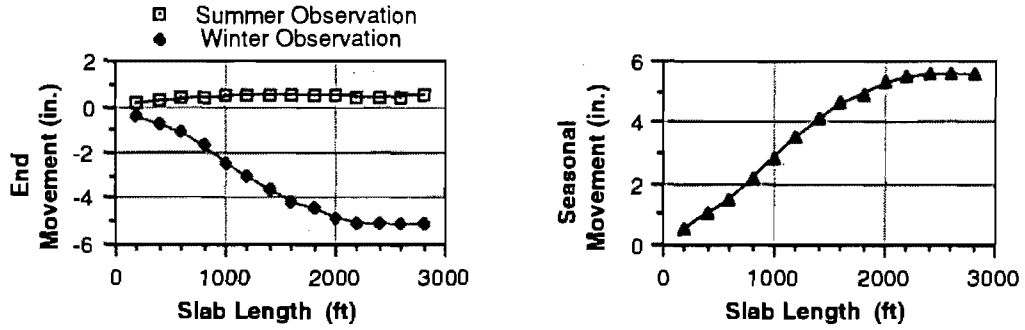 Summer Observation
Winter Observation
End
Movement (in.)
2
0
-2
-4
-6
0 1000 2000 3000
Slab Length (ft)
Seasonal
Movement (in.)
6
4
2
0
0 1000 2000 3000
Slab Length (ft)